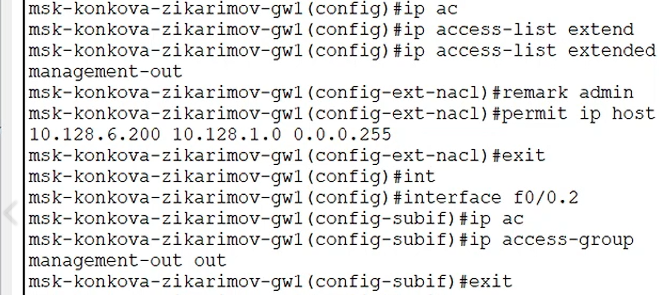 msk-konkova-zikarimov-gw1(config)#ip ac
msk-konkova-zikarimov-gw1(config)#ip access-list extend
msk-konkova-zikarimov-gw1(config)#ip access-list extended
management-out
msk-konkova-zikarimov-gw1(config-ext-nacl)#remark admin
msk-konkova-zikarimov-gw1(config-ext-nacl)#permit ip host
10.128.6.200 10.128.1.0 0.0.0.255
msk-konkova-zikarimov-gw1(config-ext-nacl)#exit
msk-konkova-zikarimov-gw1(config)#int
msk-konkova-zikarimov-gw1(config)#interface f0/0.2
msk-konkova-zikarimov-gw1(config-subif)#ip ac
msk-konkova-zikarimov-gw1(config-subif)#ip access-group
management-out out
msk-konkova-zikarimov-gw1(config-subif)#exit